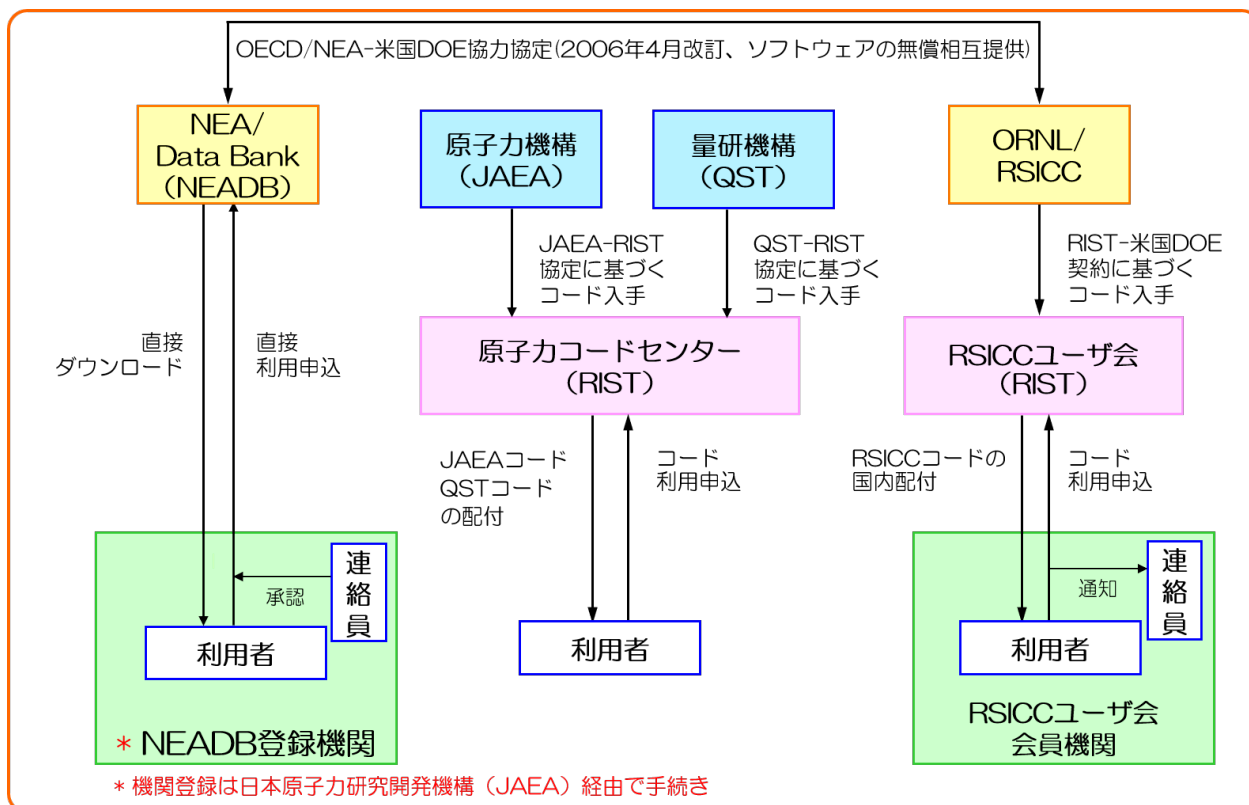 OECD/NEA-米国DOE協力協定(2006年4月改訂、ソフトウェアの無償相互提供)
NEA/
Data Bank
(NEADB)
原子力機構
(JAEA)
量研機構
(QST)
ORNL/
RSICC
JAEA-RIST
協定に基づく
コード入手
QST-RIST
協定に基づく
コード入手
RIST-米国DOE
契約に基づく
コード入手
直接
ダウンロード
直接
利用申込
原子力コードセンター
(RIST)
RSICCユーザ会
(RIST)
JAEAコード
QSTコード
の配付
コード
利用申込
RSICCコードの
国内配付
コード
利用申込
連絡員
承認
利用者
* NEADB登録機関
利用者
連絡員
通知
利用者
RSICCユーザ会
会員機関
* 機関登録は日本原子力研究開発機構（JAEA）経由で手続き